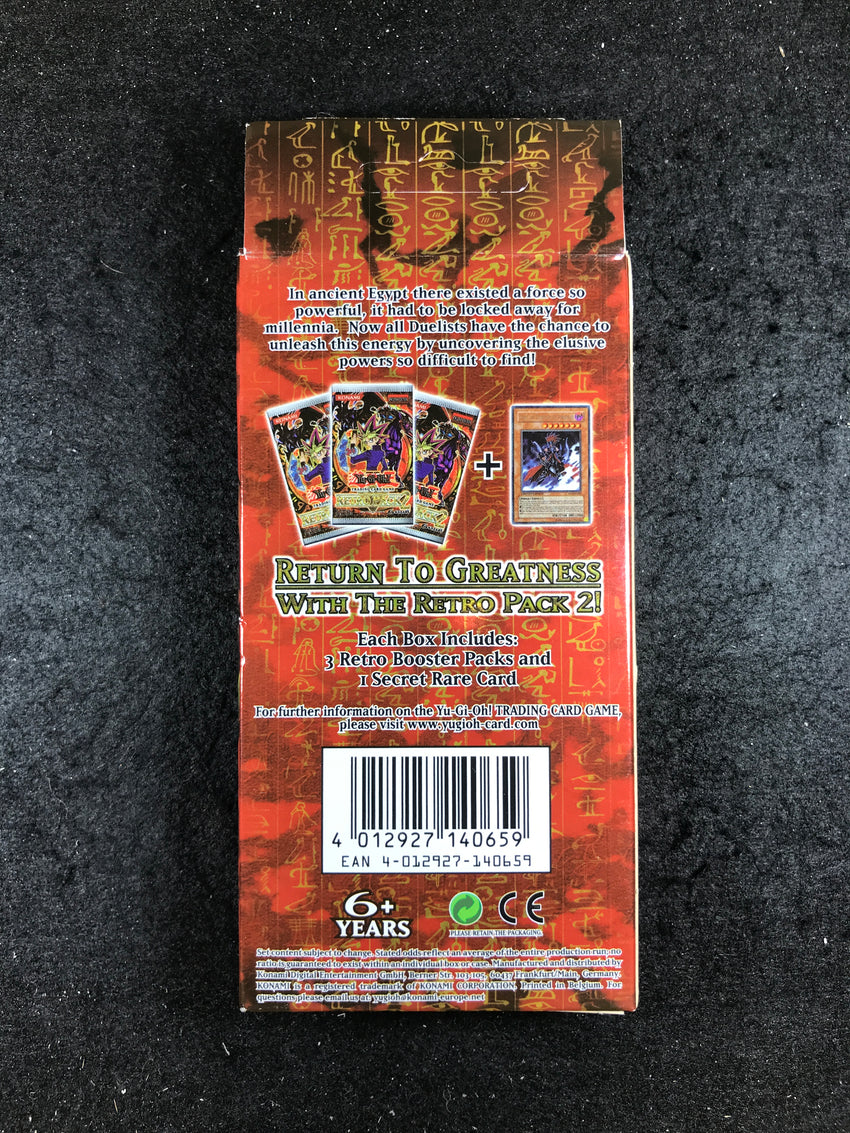 In ancient Egypt there existed a force so
powerful, it had to be locked away for
millennia. Now all Duelists have the chance to
unleash this energy by uncovering the elusive
powers so difficult to find!
KONAMI
Yu-Gi-Oh!
TRADING CARD GAME
+
Return To Greatness
With The Retro Pack 2!
Each Box Includes:
3 Retro Booster Packs and
1 Secret Rare Card
For further information on the Yu-Gi-Oh! TRADING CARD GAME,
please visit www.yugioh-card.com
4 012927 140659
EAN 4-012927-140659
6+
YEARS
CE
PLEASE RETAIN THE PACKAGING
Set content subject to change. Stated odds reflect an average of the entire production run; no
ratio is guaranteed to exist within an individual box or case. Manufactured and distributed by
Konami Digital Entertainment GmbH, Berner Str. 103-105, 60437 Frankfurt/Main, Germany.
KONAMI is a registered trademark of KONAMI CORPORATION. Printed in Belgium. For
questions, please email us at yugioh@konami-europe.net